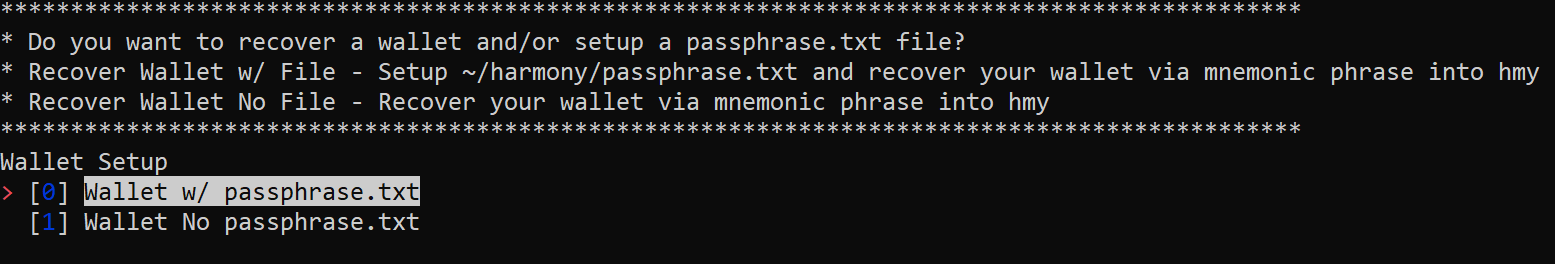 *********************************************************************************************
* Do you want to recover a wallet and/or setup a passphrase.txt file?
* Recover Wallet w/ File - Setup ~/harmony/passphrase.txt and recover your wallet via mnemonic phrase into hmy
* Recover Wallet No File - Recover your wallet via mnemonic phrase into hmy
*********************************************************************************************
Wallet Setup
> [0] Wallet w/ passphrase.txt
  [1] Wallet No passphrase.txt